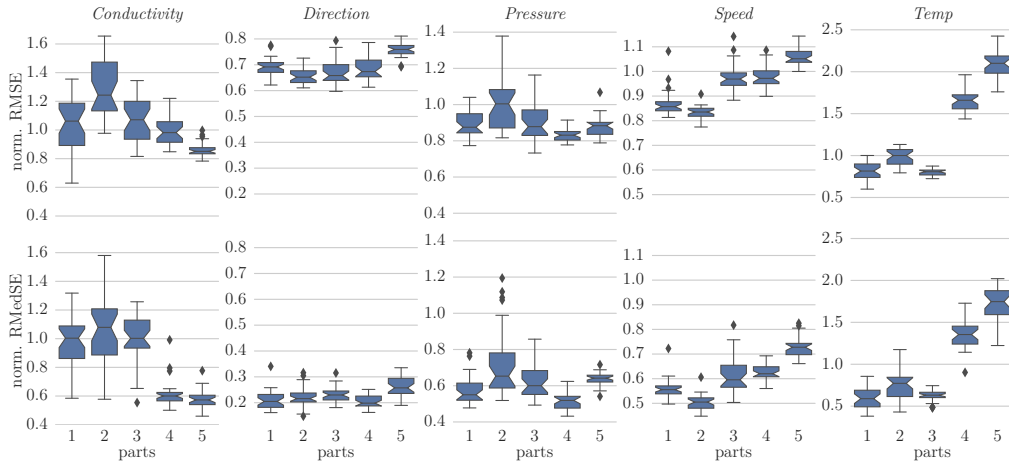 Conductivity Direction Pressure Speed Temp
norm. RMSE
1.6 1.4 1.2 1.0 0.8 0.6 0.4
0.8 0.7 0.6 0.5 0.4 0.3 0.2
1.4 1.2 1.0 0.8 0.6 0.4
1.1 1.0 0.9 0.8 0.7 0.6 0.5
2.5 2.0 1.5 1.0 0.5
norm. RMedSE
1.6 1.4 1.2 1.0 0.8 0.6 0.4
0.8 0.7 0.6 0.5 0.4 0.3 0.2
1.4 1.2 1.0 0.8 0.6 0.4
1.1 1.0 0.9 0.8 0.7 0.6 0.5
2.5 2.0 1.5 1.0 0.5
1 2 3 4 5 1 2 3 4 5 1 2 3 4 5 1 2 3 4 5 1 2 3 4 5
parts parts parts parts parts